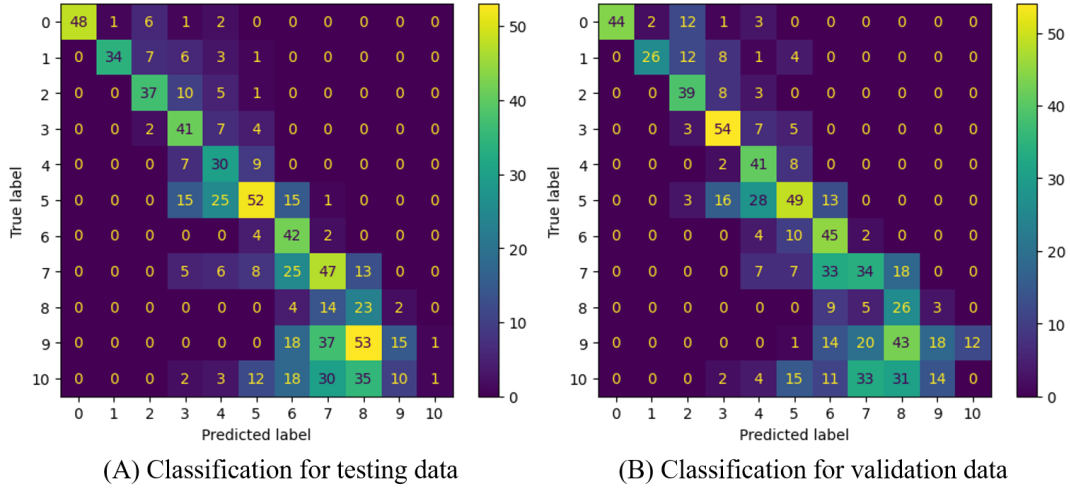 0 48 1 6 1 2 0 0 0 0 0 0
1 0 34 7 6 3 1 0 0 0 0 0
2 0 0 37 10 5 1 0 0 0 0 0
3 0 0 2 41 7 4 0 0 0 0 0
4 0 0 0 7 30 9 0 0 0 0 0
5 0 0 0 15 25 52 15 1 0 0 0
6 0 0 0 0 0 4 42 2 0 0 0
7 0 0 0 5 6 8 25 47 13 0 0
8 0 0 0 0 0 0 4 14 23 2 0
9 0 0 0 0 0 0 18 37 53 15 1
10 0 0 0 2 3 12 18 30 35 10 1
0 1 2 3 4 5 6 7 8 9 10
True label
Predicted label
50
40
30
20
10
0
(A) Classification for testing data
0 44 2 12 1 3 0 0 0 0 0 0
1 0 26 12 8 1 4 0 0 0 0 0
2 0 0 39 8 3 0 0 0 0 0 0
3 0 0 3 54 7 5 0 0 0 0 0
4 0 0 0 2 41 8 0 0 0 0 0
5 0 0 3 16 28 49 13 0 0 0 0
6 0 0 0 0 4 10 45 2 0 0 0
7 0 0 0 0 7 7 33 34 18 0 0
8 0 0 0 0 0 0 9 5 26 3 0
9 0 0 0 0 0 1 14 20 43 18 12
10 0 0 0 2 4 15 11 33 31 14 0
0 1 2 3 4 5 6 7 8 9 10
True label
Predicted label
50
40
30
20
10
0
(B) Classification for validation data